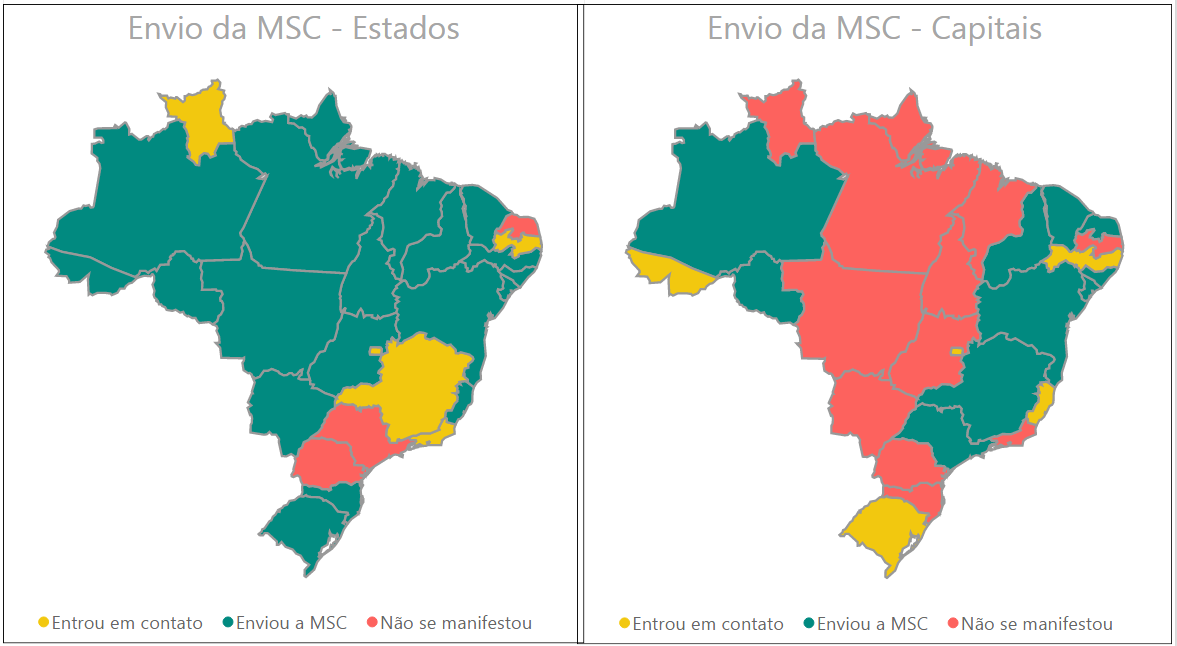 Envio da MSC - Estados
Entrou em contato Enviou a MSC Não se manifestou
Envio da MSC - Capitais
Entrou em contato Enviou a MSC Não se manifestou